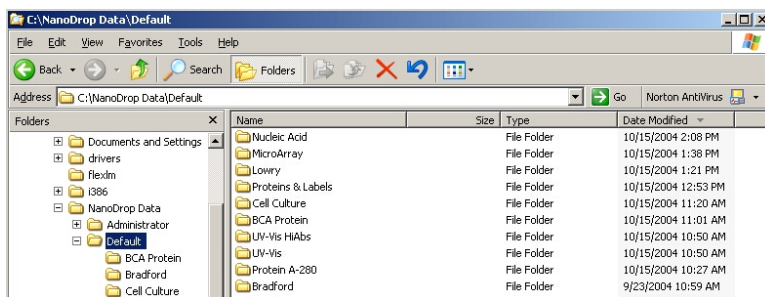 C:\NanoDrop Data\Default
File Edit View Favorites Tools Help
Back Search Folders
Address C:\NanoDrop Data\Default Go Norton AntiVirus
Folders
Documents and Settings
drivers
flexlm
i386
NanoDrop Data
Administrator
Default
BCA Protein
Bradford
Cell Culture
Name Size Type Date Modified
Nucleic Acid File Folder 10/15/2004 2:08 PM
MicroArray File Folder 10/15/2004 1:38 PM
Lowry File Folder 10/15/2004 1:21 PM
Proteins & Labels File Folder 10/15/2004 12:53 PM
Cell Culture File Folder 10/15/2004 11:20 AM
BCA Protein File Folder 10/15/2004 11:01 AM
UV-Vis HiAbs File Folder 10/15/2004 10:50 AM
UV-Vis File Folder 10/15/2004 10:50 AM
Protein A-280 File Folder 10/15/2004 10:27 AM
Bradford File Folder 9/23/2004 10:59 AM